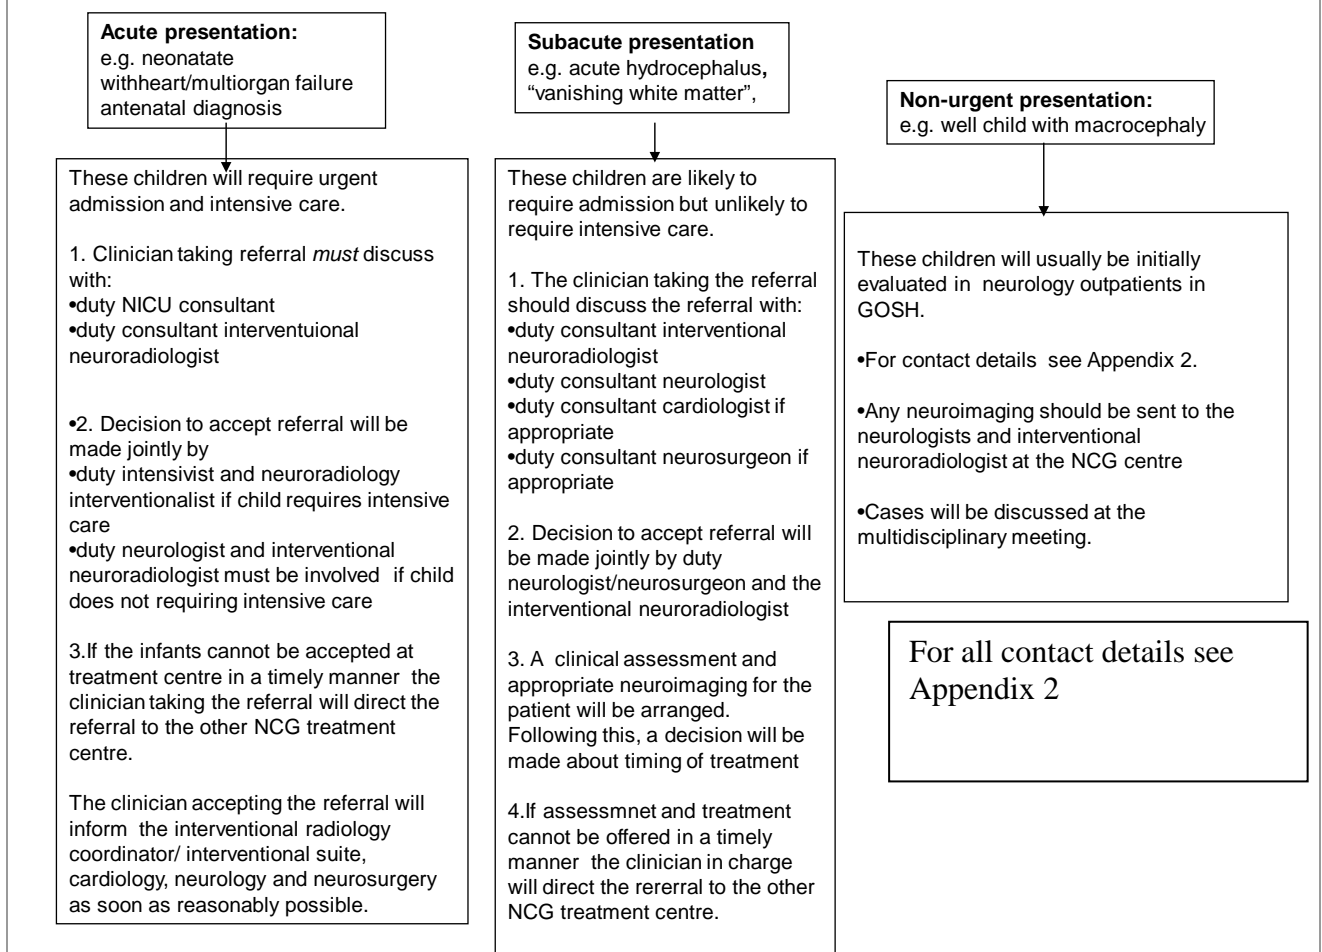 Acute presentation:
e.g. neonatate
withheart/multiorgan failure
antenatal diagnosis
These children will require urgent
admission and intensive care.
1. Clinician taking referral must discuss
with:
•duty NICU consultant
•duty consultant interventuional
neuroradiologist
•2. Decision to accept referral will be
made jointly by
•duty intensivist and neuroradiology
interventionalist if child requires intensive
care
•duty neurologist and interventional
neuroradiologist must be involved if child
does not requiring intensive care
3.If the infants cannot be accepted at
treatment centre in a timely manner the
clinician taking the referral will direct the
referral to the other NCG treatment
centre.
The clinician accepting the referral will
inform the interventional radiology
coordinator/ interventional suite,
cardiology, neurology and neurosurgery
as soon as reasonably possible.
Subacute presentation
e.g. acute hydrocephalus,
“vanishing white matter”,
These children are likely to
require admission but unlikely to
require intensive care.
1. The clinician taking the referral
should discuss the referral with:
•duty consultant interventional
neuroradiologist
•duty consultant neurologist
•duty consultant cardiologist if
appropriate
•duty consultant neurosurgeon if
appropriate
2. Decision to accept referral will
be made jointly by duty
neurologist/neurosurgeon and the
interventional neuroradiologist
3. A clinical assessment and
appropriate neuroimaging for the
patient will be arranged.
Following this, a decision will be
made about timing of treatment
4.If assessmnet and treatment
cannot be offered in a timely
manner the clinician in charge
will direct the rererral to the other
NCG treatment centre.
Non-urgent presentation:
e.g. well child with macrocephaly
These children will usually be initially
evaluated in neurology outpatients in
GOSH.
•For contact details see Appendix 2.
•Any neuroimaging should be sent to the
neurologists and interventional
neuroradiologist at the NCG centre
•Cases will be discussed at the
multidisciplinary meeting.
For all contact details see
Appendix 2